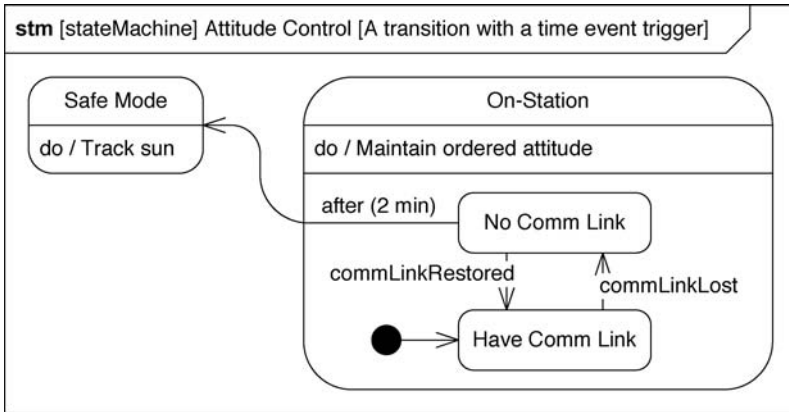 stm [stateMachine] Attitude Control [A transition with a time event trigger]
Safe Mode
do / Track sun
On-Station
do / Maintain ordered attitude
after (2 min)
No Comm Link
commLinkRestored
commLinkLost
Have Comm Link